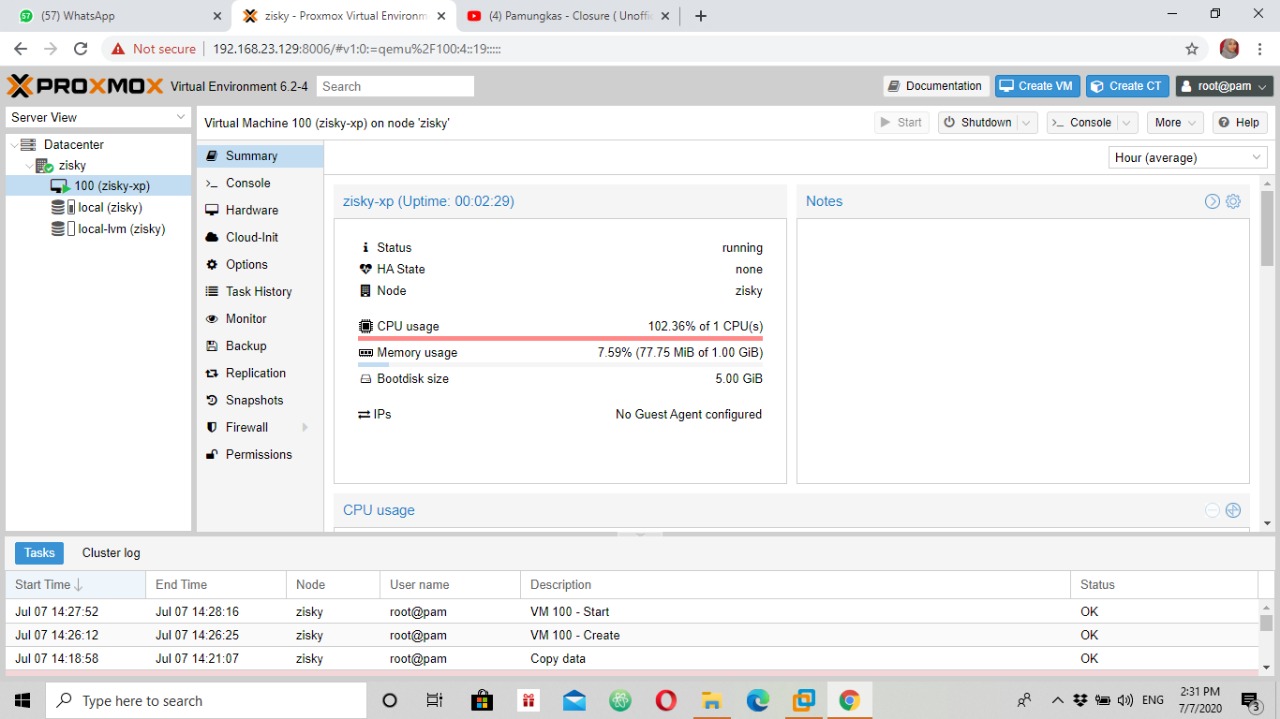 (57) WhatsApp
zisky - Proxmox Virtual Environm
(4) Pamungkas - Closure ( Unoffi
Not secure
192.168.23.129:8006/#v1:0:=qemu%2F100:4::19:::::
PROXMOX Virtual Environment 6.2-4
Search
Documentation
Create VM
Create CT
root@pam
Server View
Virtual Machine 100 (zisky-xp) on node 'zisky'
Start
Shutdown
Console
More
Help
Datacenter
zisky
100 (zisky-xp)
local (zisky)
local-lvm (zisky)
Summary
Console
Hardware
Cloud-Init
Options
Task History
Monitor
Backup
Replication
Snapshots
Firewall
Permissions
Hour (average)
zisky-xp (Uptime: 00:02:29)
Status running
HA State none
Node zisky
CPU usage 102.36% of 1 CPU(s)
Memory usage 7.59% (77.75 MiB of 1.00 GiB)
Bootdisk size 5.00 GiB
IPs No Guest Agent configured
Notes
CPU usage
Tasks Cluster log
Start Time End Time Node User name Description Status
Jul 07 14:27:52 Jul 07 14:28:16 zisky root@pam VM 100 - Start OK
Jul 07 14:26:12 Jul 07 14:26:25 zisky root@pam VM 100 - Create OK
Jul 07 14:18:58 Jul 07 14:21:07 zisky root@pam Copy data OK
Type here to search
ENG
2:31 PM
7/7/2020
3